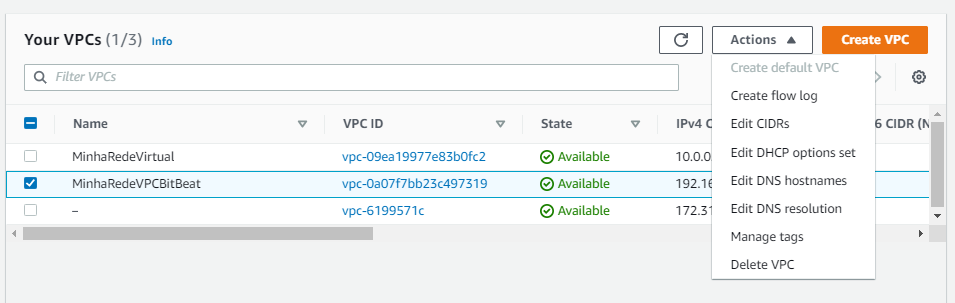 Your VPCs (1/3) Info
Actions
Create VPC
Filter VPCs
Create default VPC
Create flow log
Edit CIDRs
Edit DHCP options set
Edit DNS hostnames
Edit DNS resolution
Manage tags
Delete VPC
Name VPC ID State IPv4 C 6 CIDR (N
MinhaRedeVirtual vpc-09ea19977e83b0fc2 Available 10.0.0
MinhaRedeVPCBitBeat vpc-0a07f7bb23c497319 Available 192.16
– vpc-6199571c Available 172.31